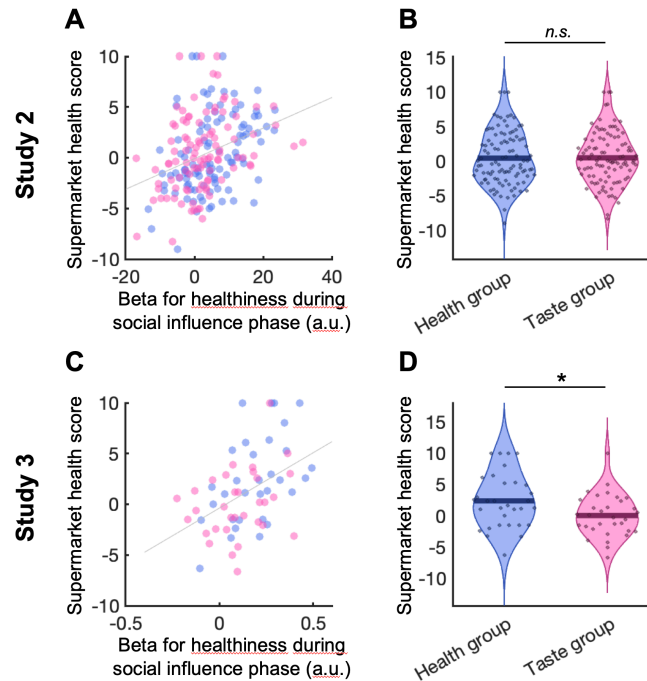 A
B
n.s.
Study 2
Supermarket health score
10
5
0
-5
-10
-20
0
20
40
Beta for healthiness during
social influence phase (a.u.)
Supermarket health score
15
10
5
0
-5
-10
Health group
Taste group
C
D
*
Study 3
Supermarket health score
10
5
0
-5
-10
0
0.5
-0.5
Beta for healthiness during
social influence phase (a.u.)
Supermarket health score
15
10
5
0
-5
-10
Health group
Taste group